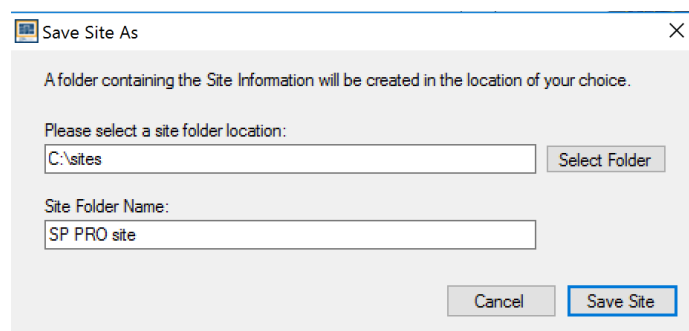 Save Site As
A folder containing the Site Information will be created in the location of your choice.
Please select a site folder location:
C:\sites
Select Folder
Site Folder Name:
SP PRO site
Cancel
Save Site